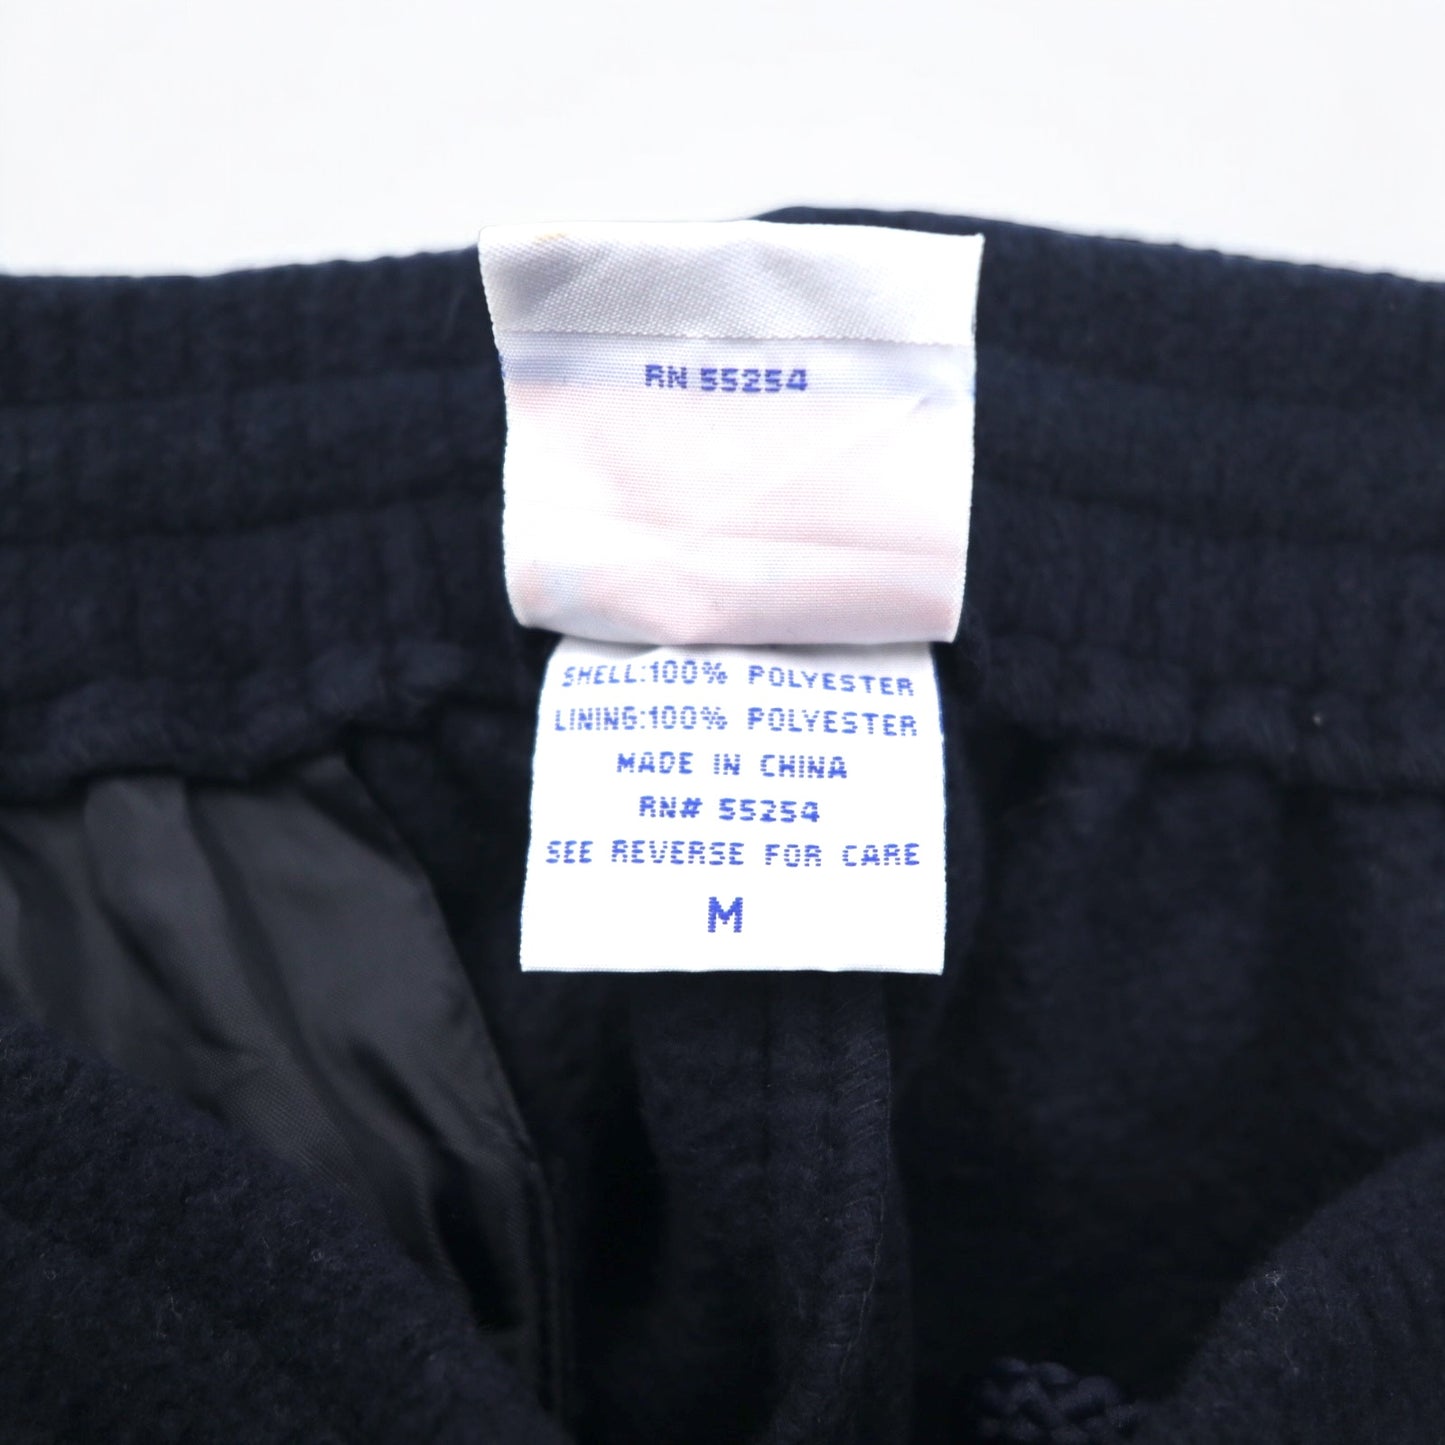 RN 55254
SHELL:100% POLYESTER
LINING:100% POLYESTER
MADE IN CHINA
RN# 55254
SEE REVERSE FOR CARE
M